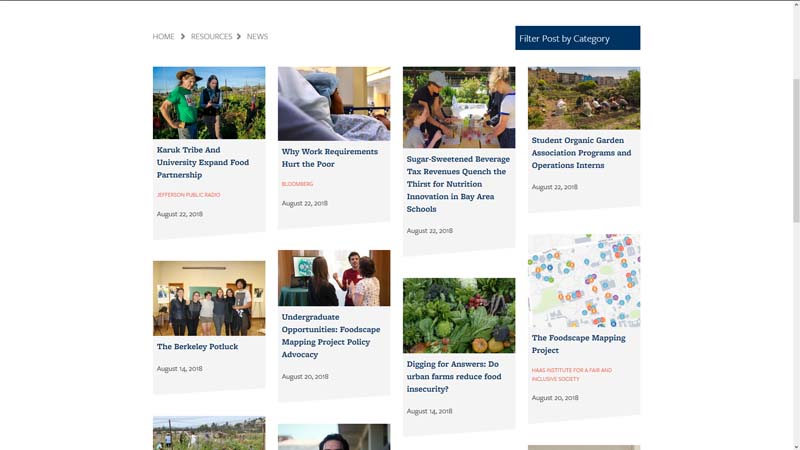 HOME > RESOURCES > NEWS
Filter Post by Category
Karuk Tribe And
University Expand Food
Partnership
JEFFERSON PUBLIC RADIO
August 22, 2018
Why Work Requirements
Hurt the Poor
BLOOMBERG
August 22, 2018
Sugar-Sweetened Beverage
Tax Revenues Quench the
Thirst for Nutrition
Innovation in Bay Area
Schools
August 22, 2018
Student Organic Garden
Association Programs and
Operations Interns
August 22, 2018
The Berkeley Potluck
August 14, 2018
Undergraduate
Opportunities: Foodscape
Mapping Project Policy
Advocacy
August 20, 2018
Digging for Answers: Do
urban farms reduce food
insecurity?
August 14, 2018
The Foodscape Mapping
Project
HAAS INSTITUTE FOR A FAIR AND
INCLUSIVE SOCIETY
August 20, 2018